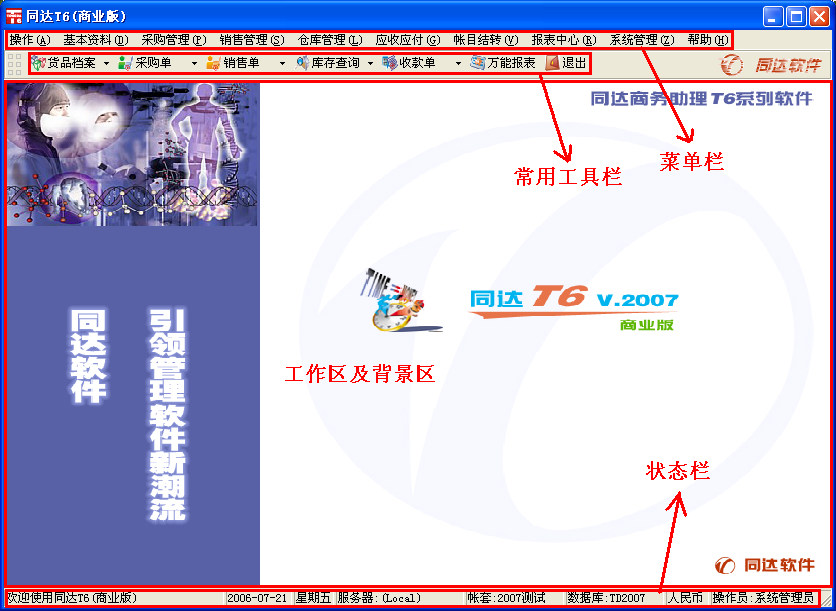 同达T6(商业版)
操作(A) 基本资料(D) 采购管理(P) 销售管理(S) 仓库管理(L) 应收应付(G) 帐目结转(V) 报表中心(R) 系统管理(Z) 帮助(H)
货品档案 采购单 销售单 库存查询 收款单 万能报表 退出 同达软件
同达商务助理T6系列软件
常用工具栏
菜单栏
TIME
同达 T6 V.2007
商业版
引领管理软件新潮流
同达软件
工作区及背景区
状态栏
同达软件
欢迎使用同达T6(商业版) 2006-07-21 星期五 服务器:(Local) 帐套:2007测试 数据库:TD2007 人民币 操作员:系统管理员